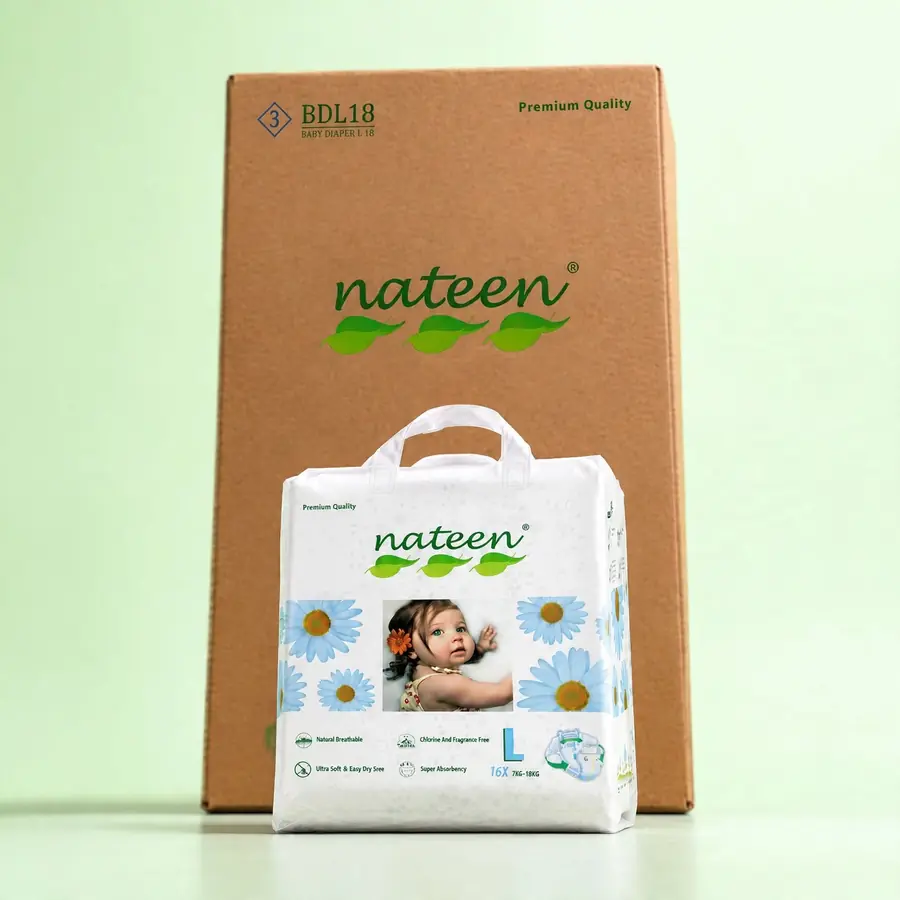 3
BDL18
BABY DIAPER L 18
Premium Quality
nateen®
Premium Quality
nateen®
Natural Breathable
Chlorine And Fragrance Free
L
Ultra Soft & Easy Dry Sree
Super Absorbency
16X 7KG-18KG